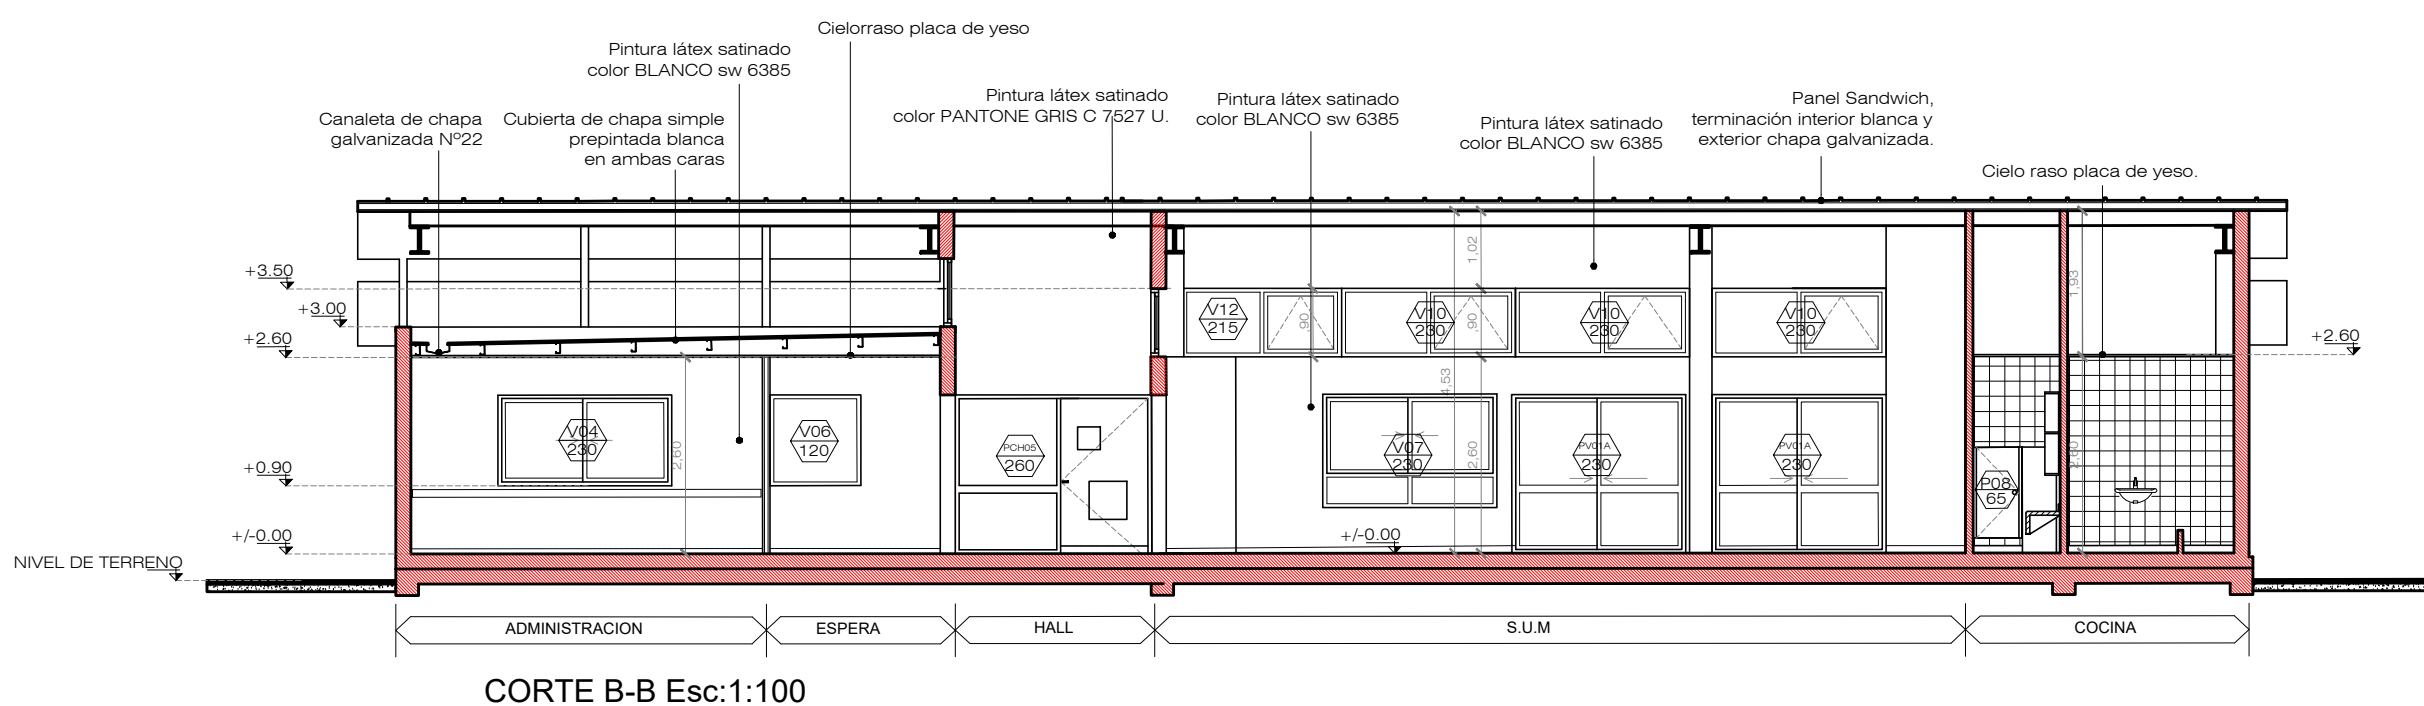 Cielorraso placa de yeso
Pintura látex satinado
color BLANCO sw 6385
Canaleta de chapa
galvanizada Nº22
Cubierta de chapa simple
prepintada blanca
en ambas caras
Pintura látex satinado
color PANTONE GRIS C 7527 U.
Pintura látex satinado
color BLANCO sw 6385
Pintura látex satinado
color BLANCO sw 6385
Panel Sandwich,
terminación interior blanca y
exterior chapa galvanizada.
Cielo raso placa de yeso.
+3.50
+3.00
+2.60
+0.90
+/-0.00
NIVEL DE TERRENO
+2.60
+/-0.00
1,02
1,93
,90
,90
4,53
2,60
2,60
2,60
V12
215
V10
230
V10
230
V10
230
V04
230
V06
120
PCH05
260
V07
230
PV01A
230
PV01A
230
P08
65
ADMINISTRACION
ESPERA
HALL
S.U.M
COCINA
CORTE B-B Esc:1:100